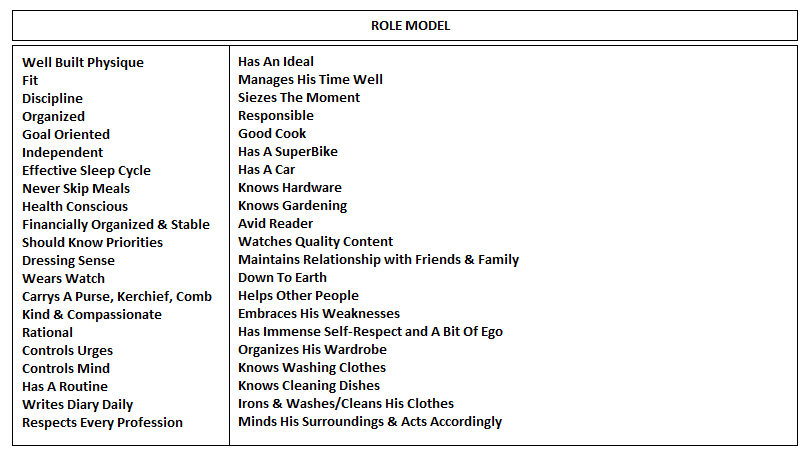 ROLE MODEL
Well Built Physique
Fit
Discipline
Organized
Goal Oriented
Independent
Effective Sleep Cycle
Never Skip Meals
Health Conscious
Financially Organized & Stable
Should Know Priorities
Dressing Sense
Wears Watch
Carrys A Purse, Kerchief, Comb
Kind & Compassionate
Rational
Controls Urges
Controls Mind
Has A Routine
Writes Diary Daily
Respects Every Profession
Has An Ideal
Manages His Time Well
Siezes The Moment
Responsible
Good Cook
Has A SuperBike
Has A Car
Knows Hardware
Knows Gardening
Avid Reader
Watches Quality Content
Maintains Relationship with Friends & Family
Down To Earth
Helps Other People
Embraces His Weaknesses
Has Immense Self-Respect and A Bit Of Ego
Organizes His Wardrobe
Knows Washing Clothes
Knows Cleaning Dishes
Irons & Washes/Cleans His Clothes
Minds His Surroundings & Acts Accordingly